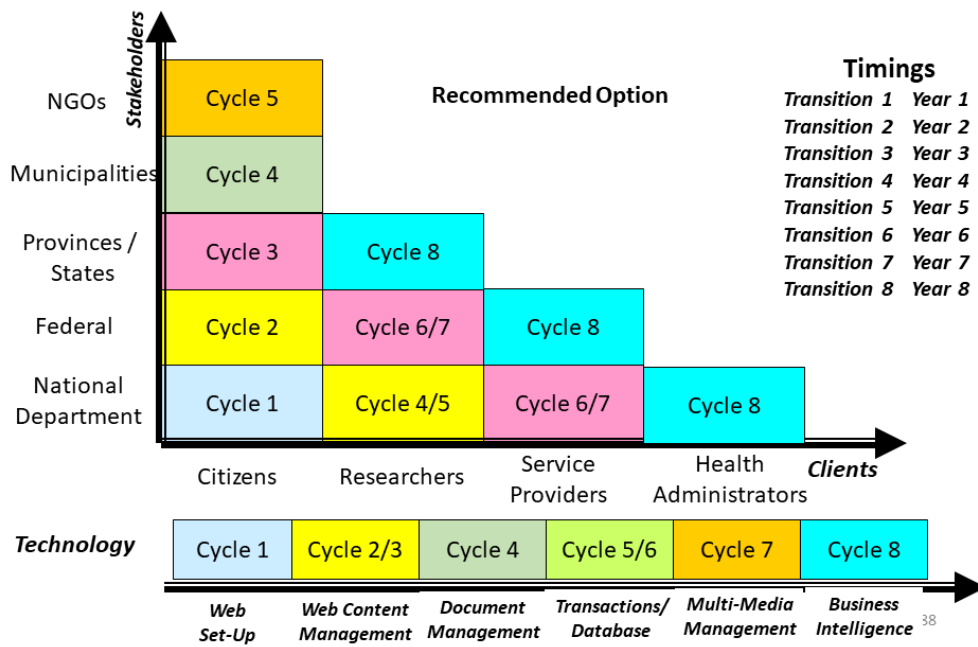 Stakeholders
Recommended Option
Timings
Transition 1 Year 1
Transition 2 Year 2
Transition 3 Year 3
Transition 4 Year 4
Transition 5 Year 5
Transition 6 Year 6
Transition 7 Year 7
Transition 8 Year 8
NGOs
Cycle 5
Municipalities
Cycle 4
Provinces /
States
Cycle 3
Cycle 8
Federal
Cycle 2
Cycle 6/7
Cycle 8
National
Department
Cycle 1
Cycle 4/5
Cycle 6/7
Cycle 8
Citizens
Researchers
Service
Providers
Health
Administrators
Clients
Technology
Cycle 1
Cycle 2/3
Cycle 4
Cycle 5/6
Cycle 7
Cycle 8
Web
Set-Up
Web Content
Management
Document
Management
Transactions/
Database
Multi-Media
Management
Business
Intelligence
38